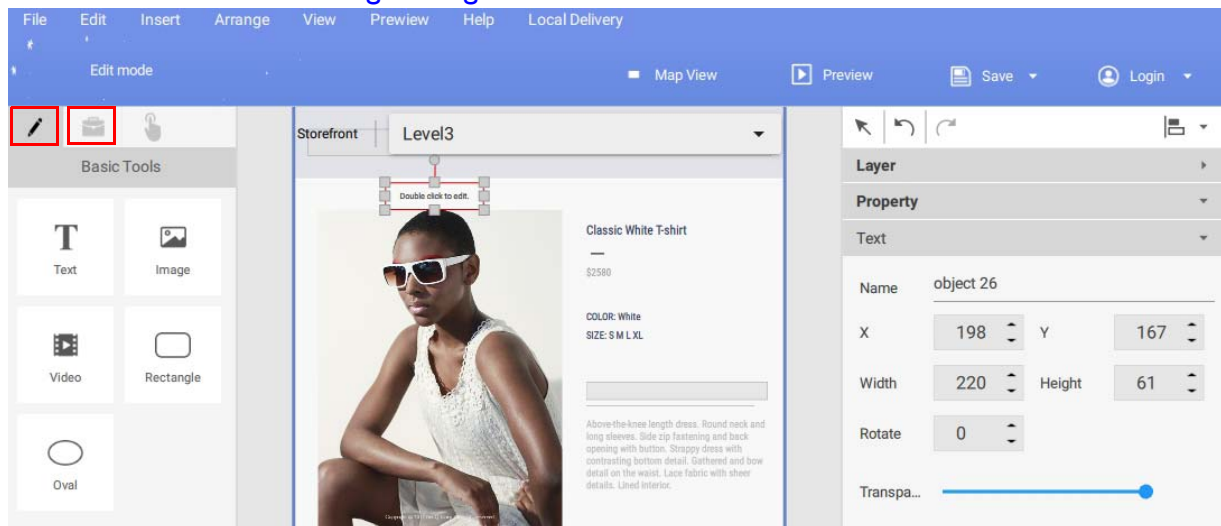 File Edit Insert Arrange View Preview Help Local Delivery
Edit mode Map View Preview Save Login
Storefront Level3
Basic Tools
Layer
Double click to edit.
Property
Text Image
Classic White T-shirt
Text
$2580
Name object 26
COLOR: White
SIZE: S M L XL
X 198 Y 167
Video Rectangle
Width 220 Height 61
Above-the-knee length dress. Round neck and
long sleeves. Side zip fastening and back
opening with button. Strappy dress with
contrasting bottom detail. Gathered and bow
detail on the waist. Lace fabric with sheer
details. Lined interior.
Rotate 0
Oval
Transpa...